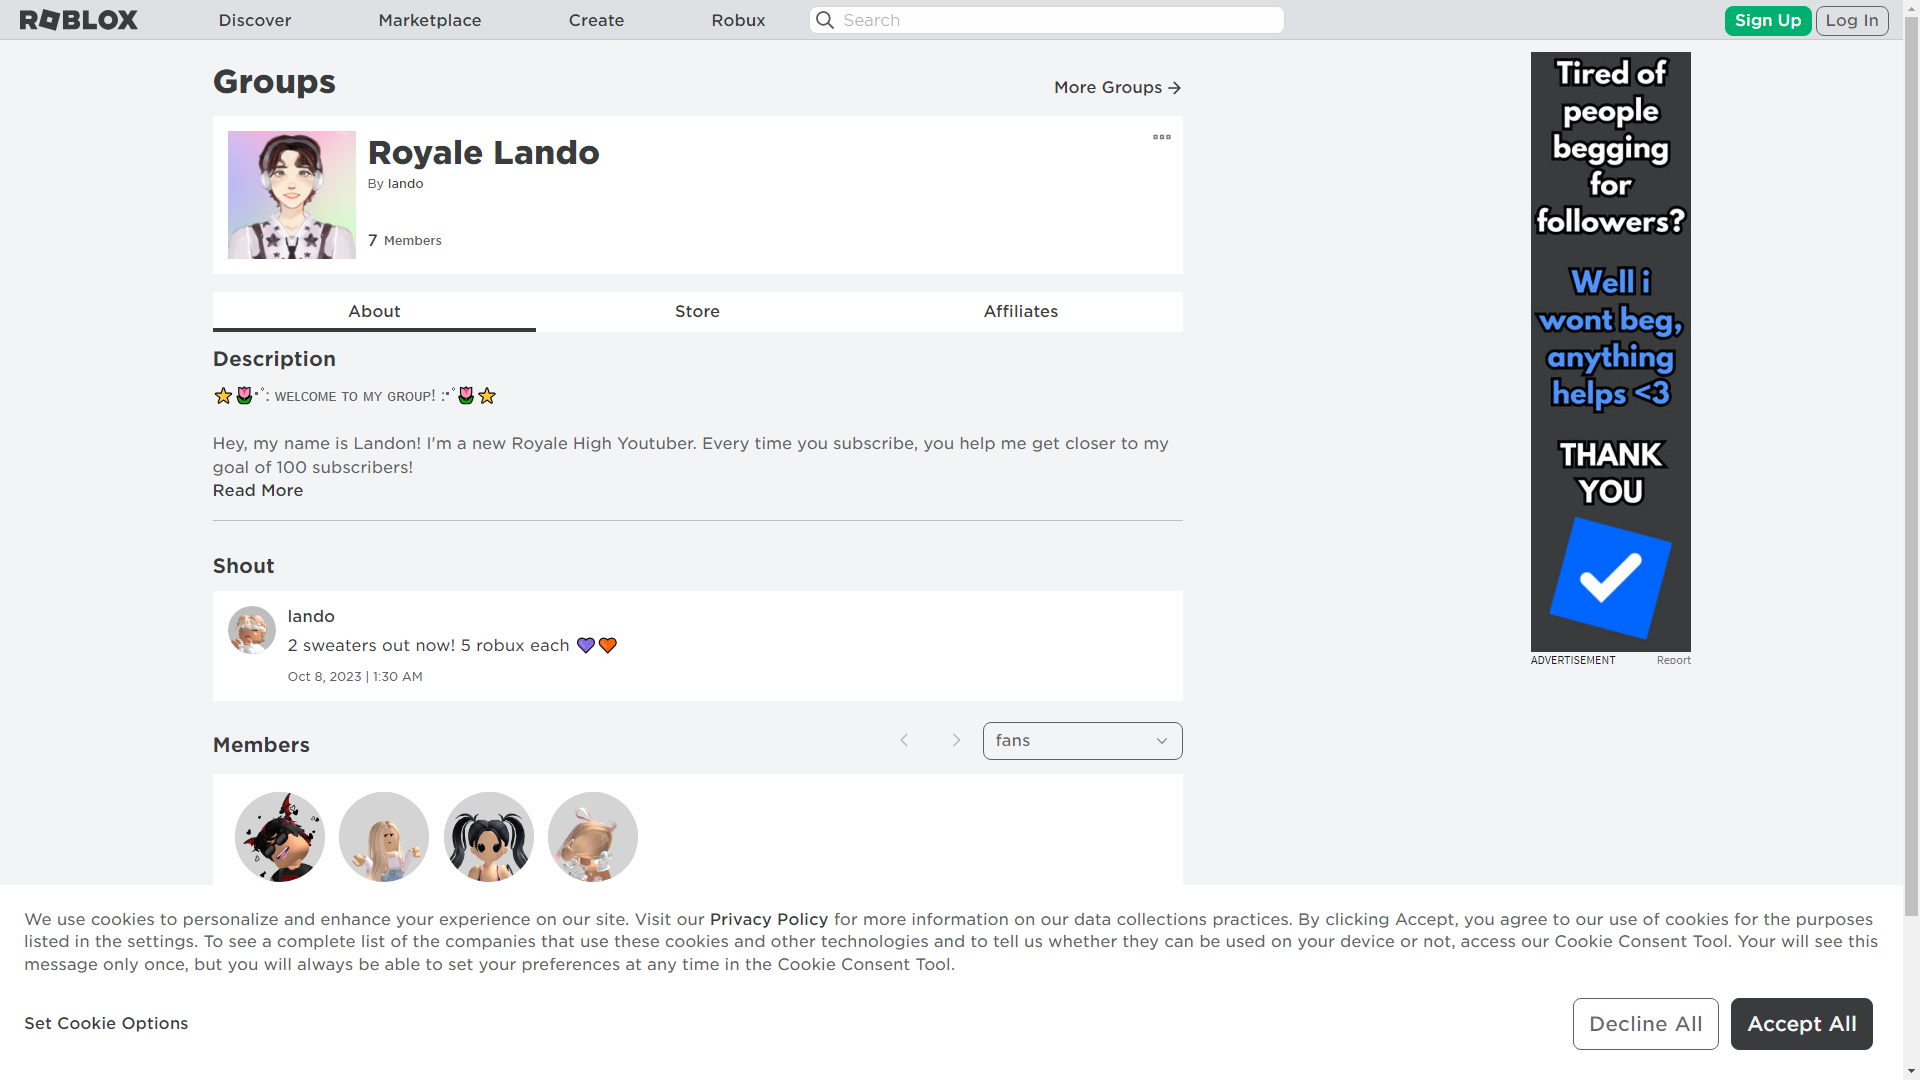 ROBLOX
Discover
Marketplace
Create
Robux
Search
Sign Up
Log In
Groups
More Groups
Royale Lando
By lando
7 Members
About
Store
Affiliates
Description
⭐🌷•˚: ᴡᴇʟᴄᴏᴍᴇ ᴛᴏ ᴍʏ ɢʀᴏᴜᴘ! :•˚🌷⭐
Hey, my name is Landon! I'm a new Royale High Youtuber. Every time you subscribe, you help me get closer to my
goal of 100 subscribers!
Read More
Shout
lando
2 sweaters out now! 5 robux each 💜🧡
Oct 8, 2023 | 1:30 AM
Members
fans
Tired of
people
begging
for
followers?
Well i
wont beg,
anything
helps <3
THANK
YOU
ADVERTISEMENT
Report
We use cookies to personalize and enhance your experience on our site. Visit our Privacy Policy for more information on our data collections practices. By clicking Accept, you agree to our use of cookies for the purposes
listed in the settings. To see a complete list of the companies that use these cookies and other technologies and to tell us whether they can be used on your device or not, access our Cookie Consent Tool. Your will see this
message only once, but you will always be able to set your preferences at any time in the Cookie Consent Tool.
Set Cookie Options
Decline All
Accept All